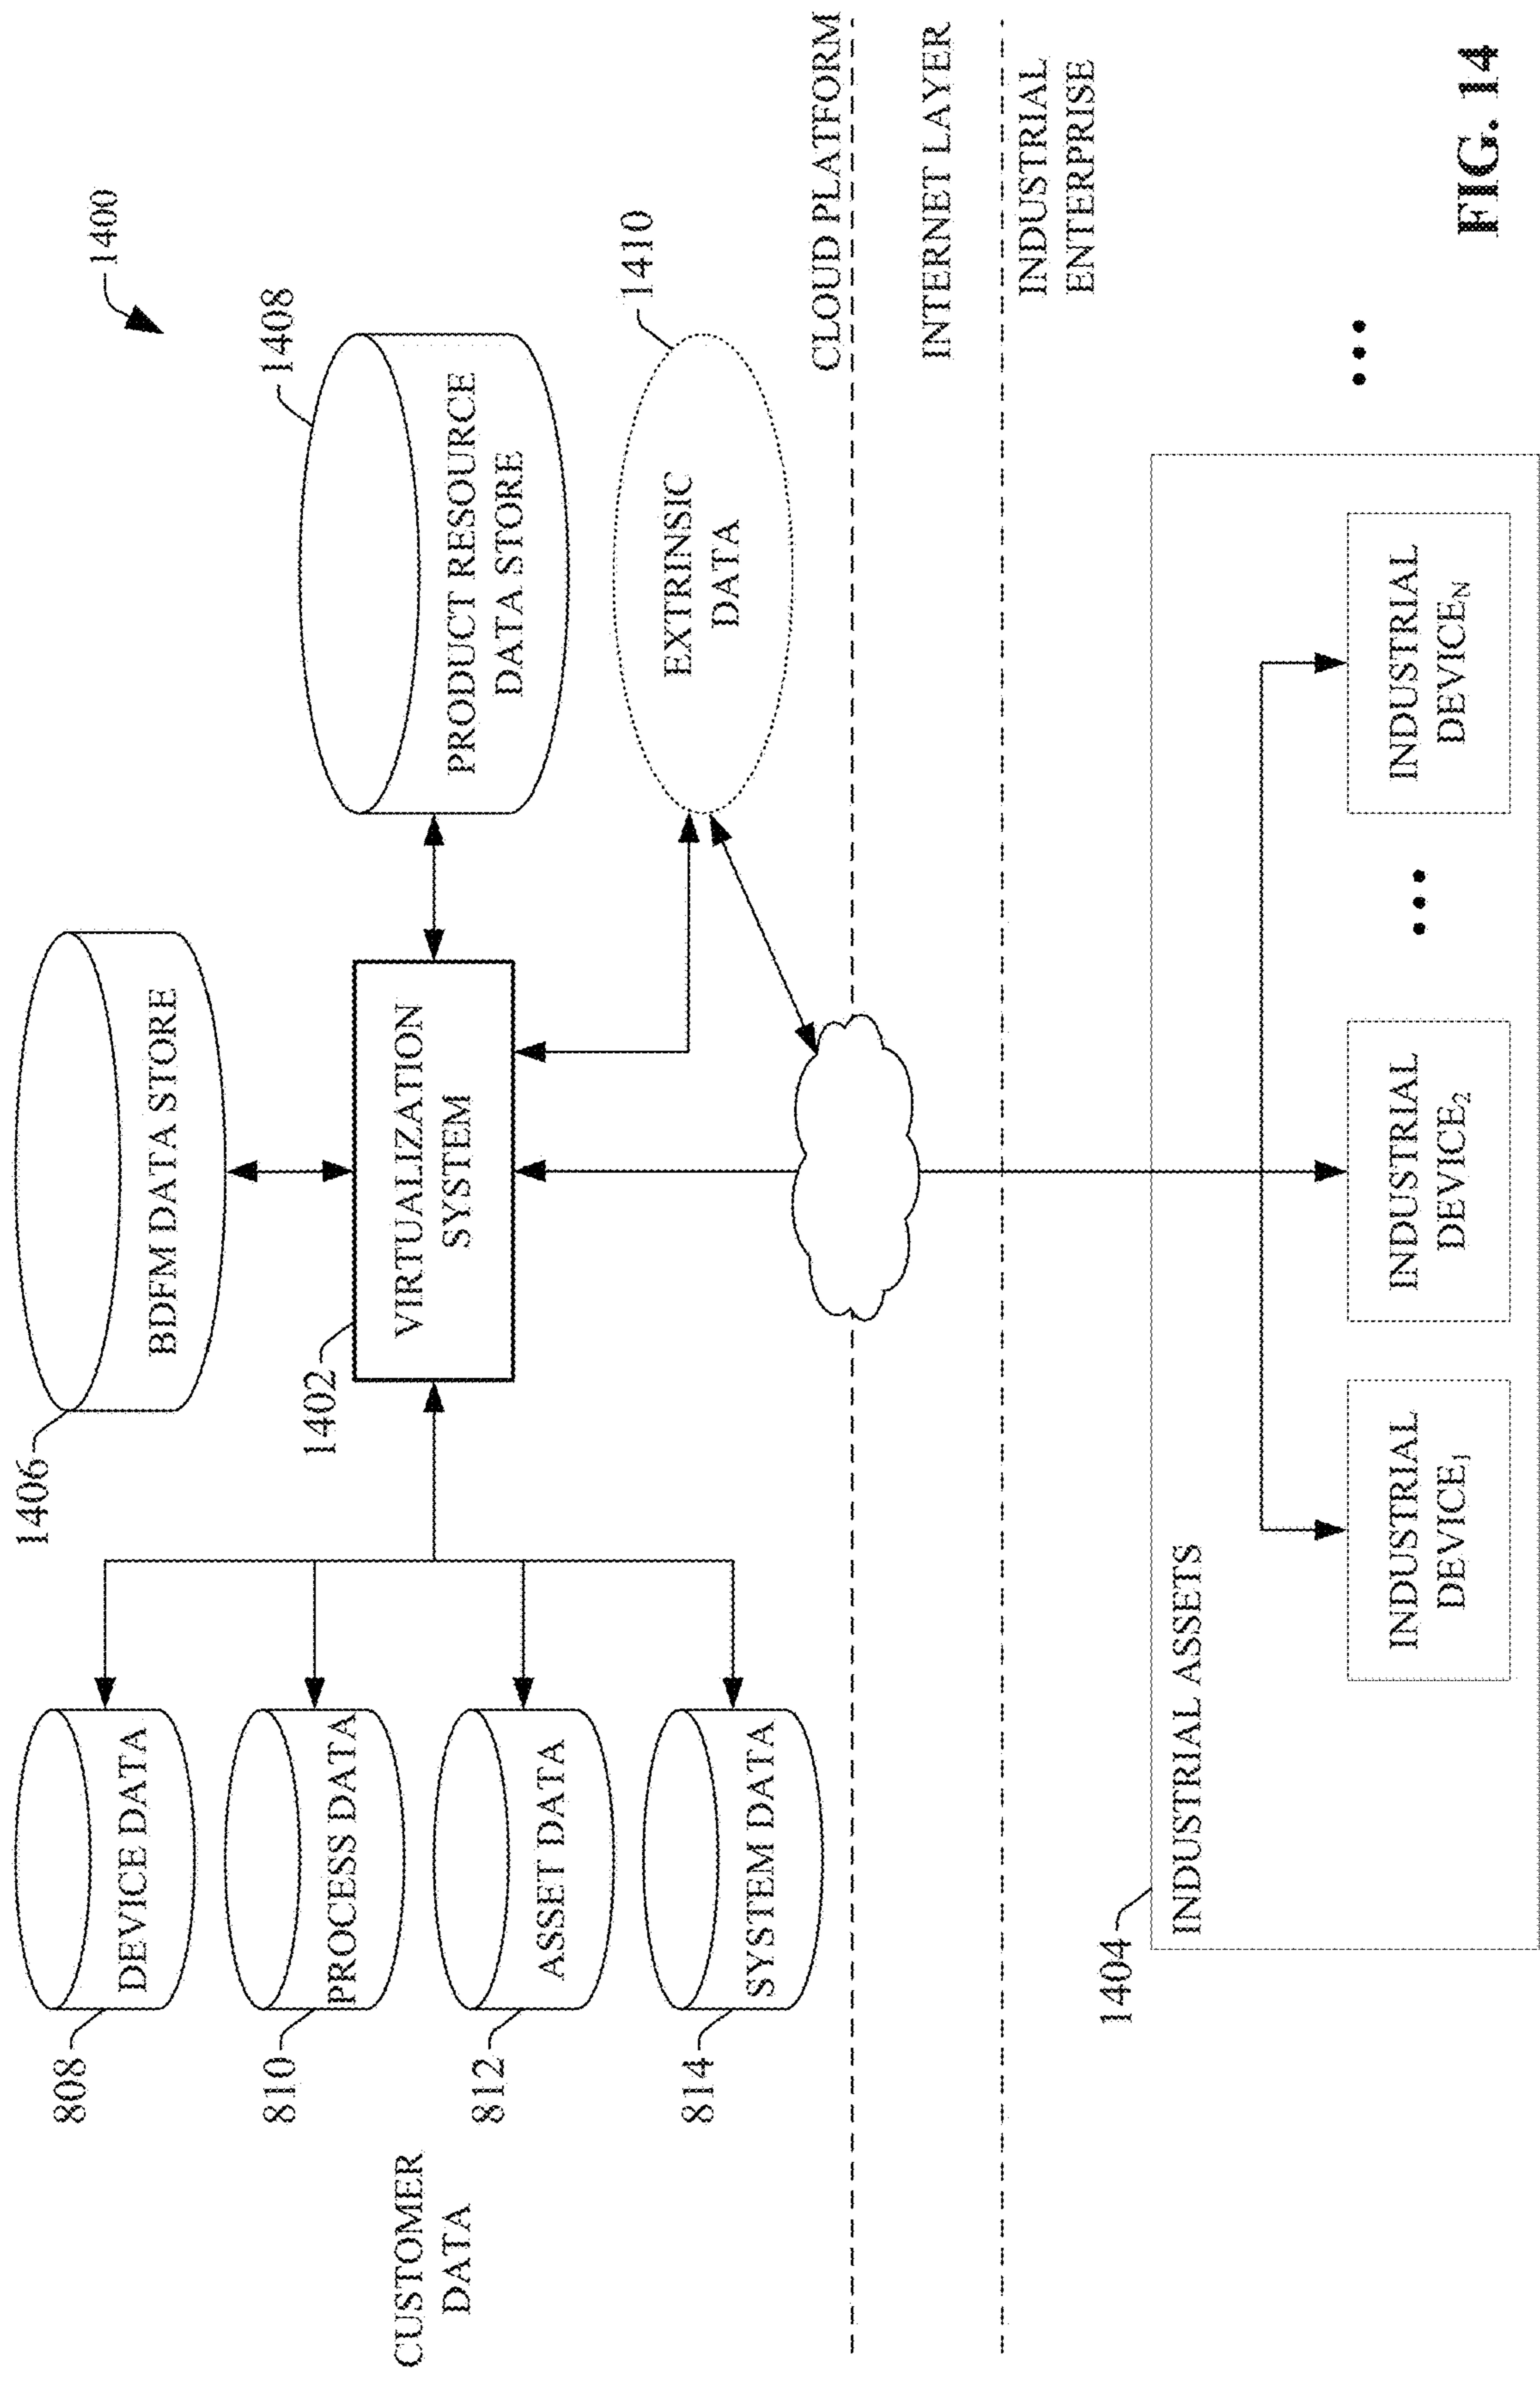 1400
1406
BDFM DATA STORE
808
DEVICE DATA
810
PROCESS DATA
812
ASSET DATA
814
SYSTEM DATA
CUSTOMER
DATA
1402
VIRTUALIZATION
SYSTEM
1408
PRODUCT RESOURCE
DATA STORE
1410
EXTRINSIC
DATA
CLOUD PLATFORM
INTERNET LAYER
INDUSTRIAL
ENTERPRISE
1404
INDUSTRIAL ASSETS
INDUSTRIAL
DEVICE₁
INDUSTRIAL
DEVICE₂
•••
INDUSTRIAL
DEVICEN
•••
FIG. 14